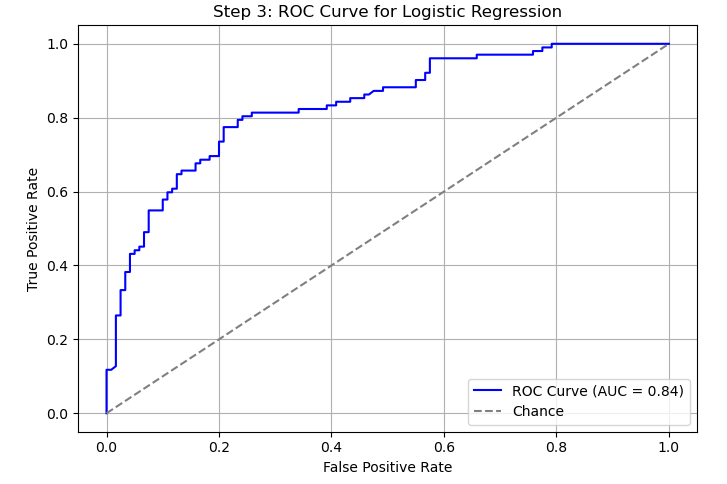 Step 3: ROC Curve for Logistic Regression
True Positive Rate
1.0
0.8
0.6
0.4
0.2
0.0
ROC Curve (AUC = 0.84)
Chance
0.0 0.2 0.4 0.6 0.8 1.0
False Positive Rate